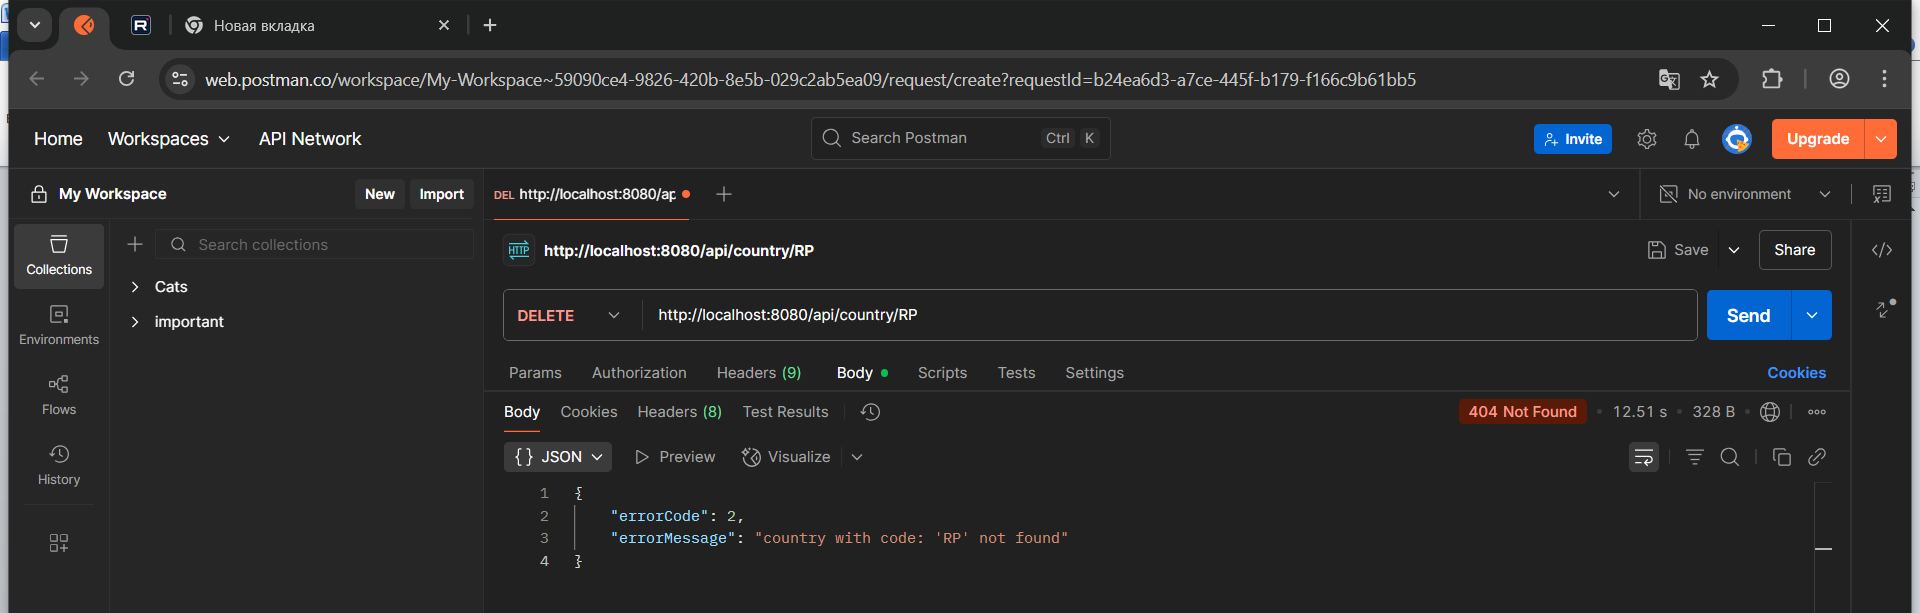 Новая вкладка
web.postman.co/workspace/My-Workspace~59090ce4-9826-420b-8e5b-029c2ab5ea09/request/create?requestId=b24ea6d3-a7ce-445f-b179-f166c9b61bb5
Home Workspaces API Network Search Postman Ctrl K Invite Upgrade
My Workspace New Import DEL http://localhost:8080/ap No environment
Collections
Environments
Flows
History
Search collections
Cats
important
HTTP http://localhost:8080/api/country/RP Save Share
DELETE http://localhost:8080/api/country/RP Send
Params Authorization Headers (9) Body Scripts Tests Settings Cookies
Body Cookies Headers (8) Test Results 404 Not Found 12.51 s 328 B
{} JSON Preview Visualize
1 {
2 "errorCode": 2,
3 "errorMessage": "country with code: 'RP' not found"
4 }